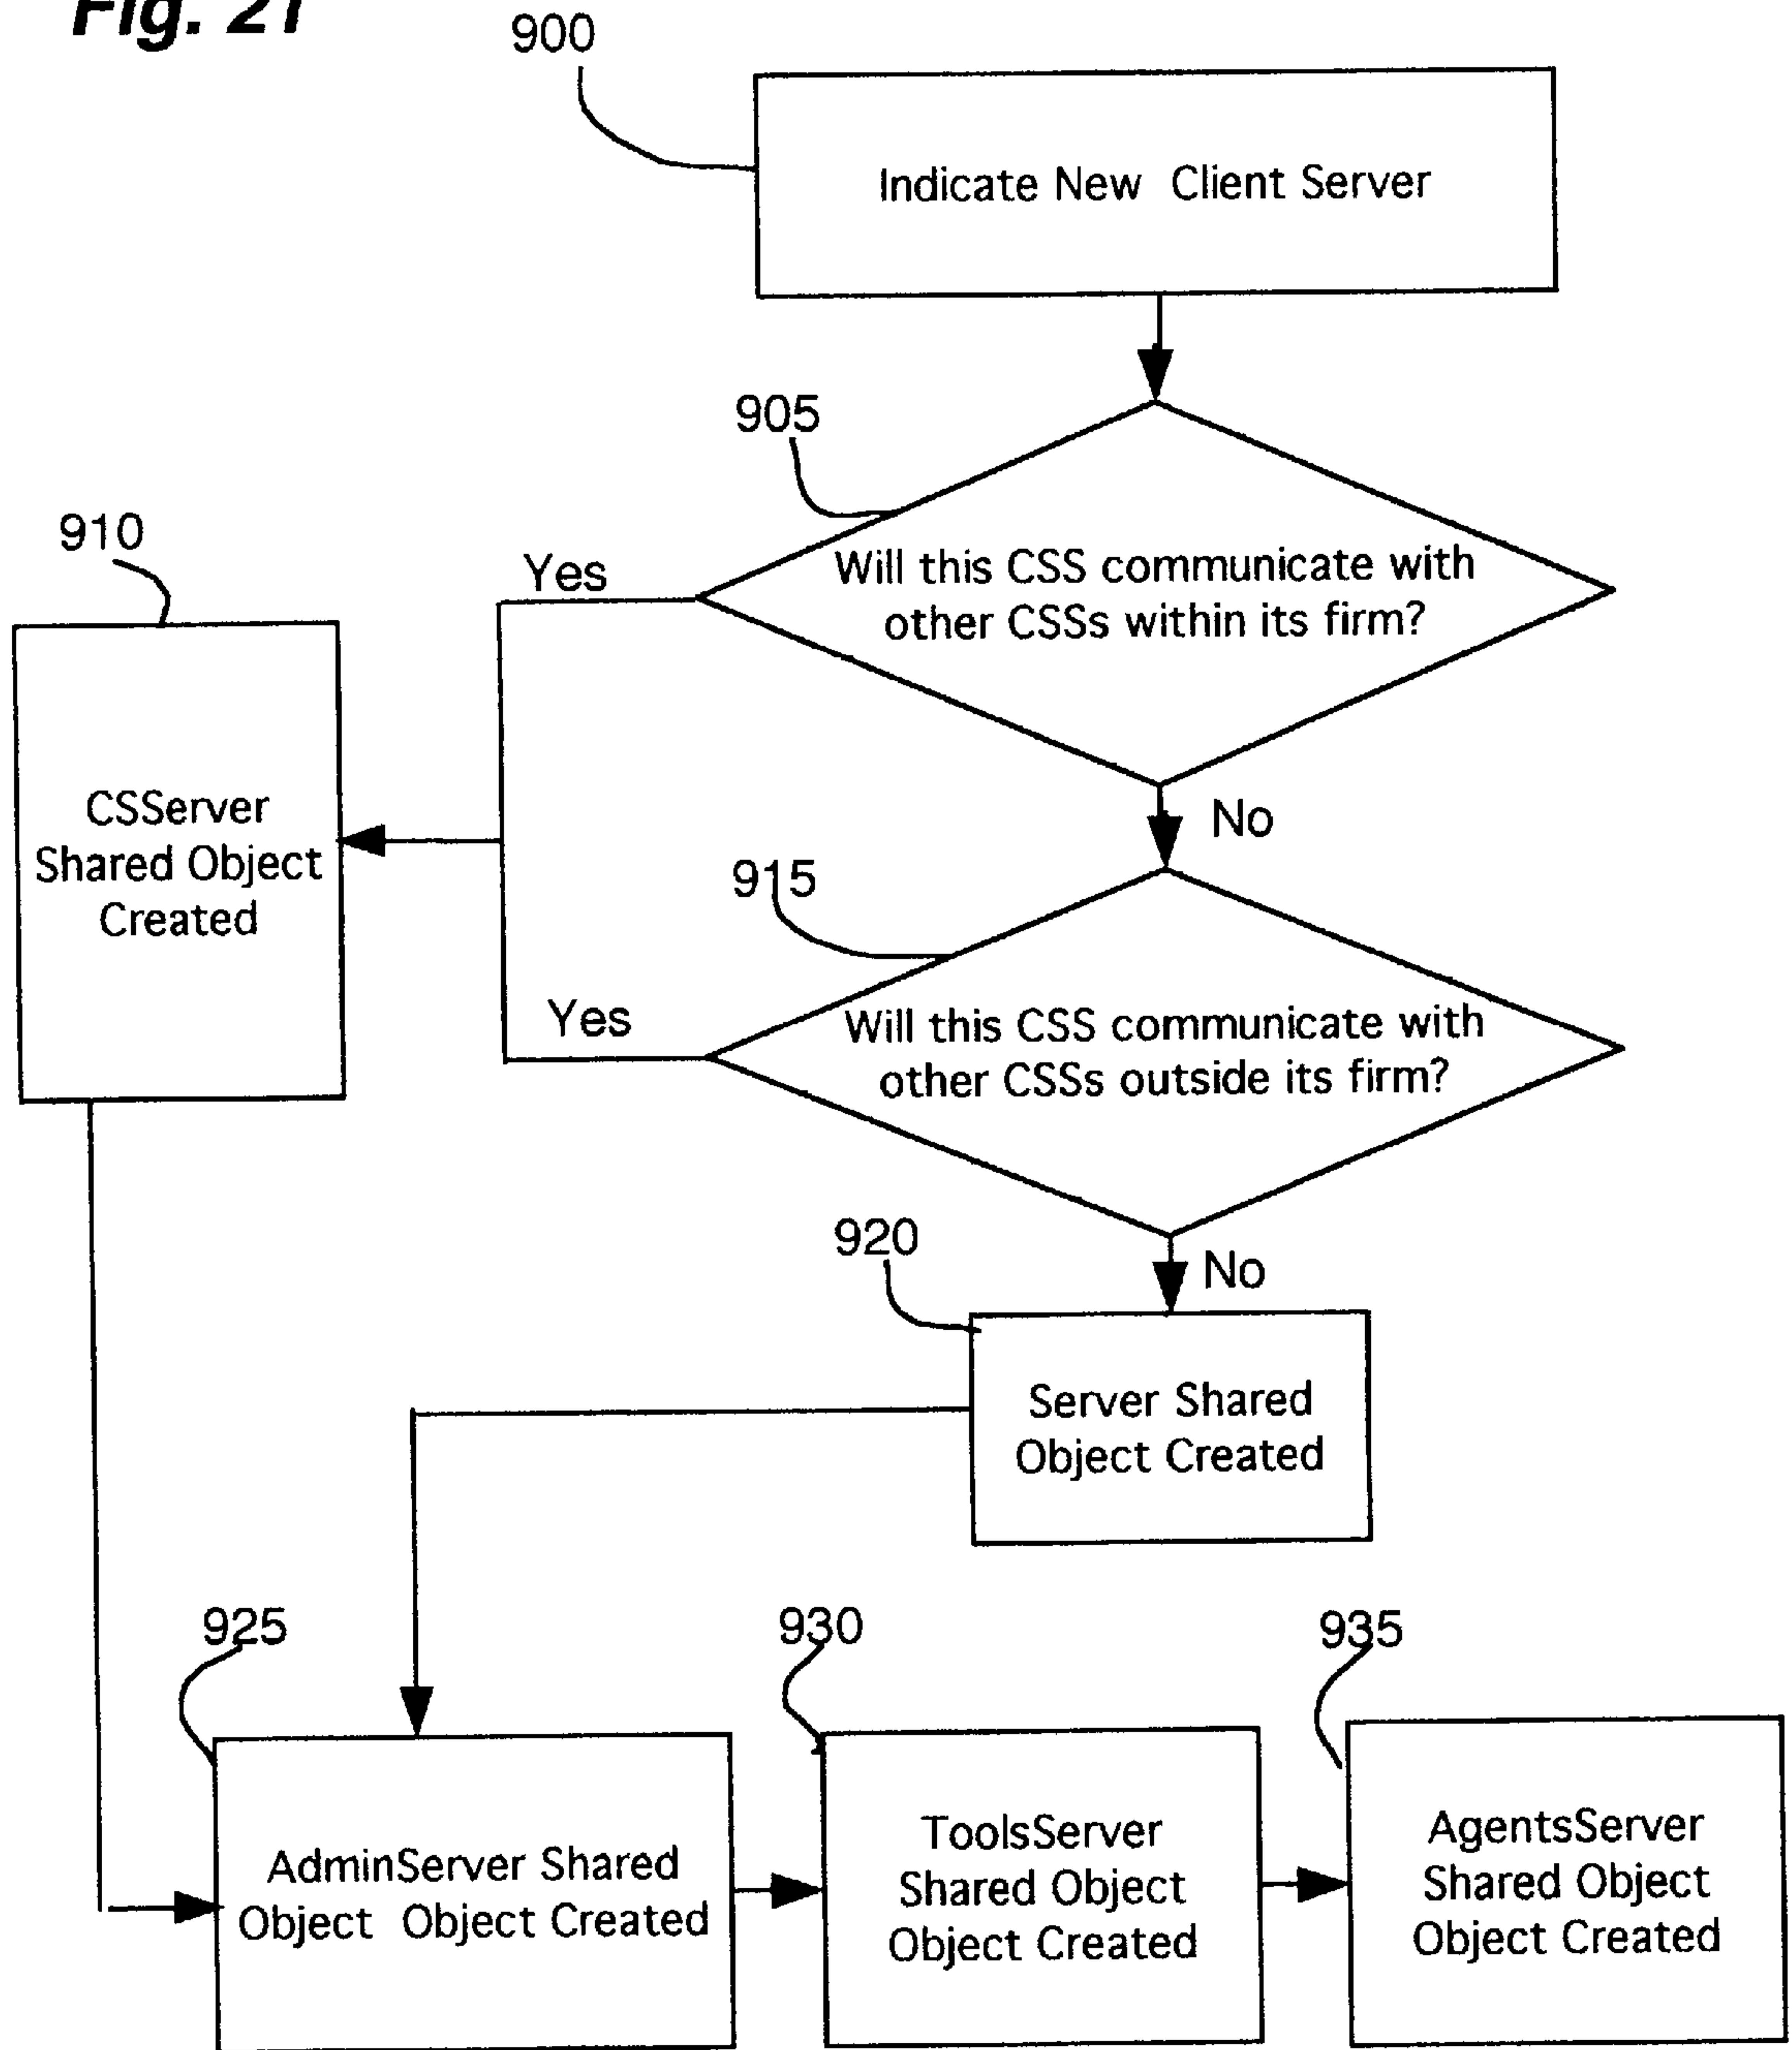 Fig. 21
900
Indicate New Client Server
905
Will this CSS communicate with
other CSSs within its firm?
Yes
910
CSServer
Shared Object
Created
No
915
Will this CSS communicate with
other CSSs outside its firm?
Yes
920
No
Server Shared
Object Created
925
930
935
AdminServer Shared
Object Object Created
ToolsServer
Shared Object
Object Created
AgentsServer
Shared Object
Object Created